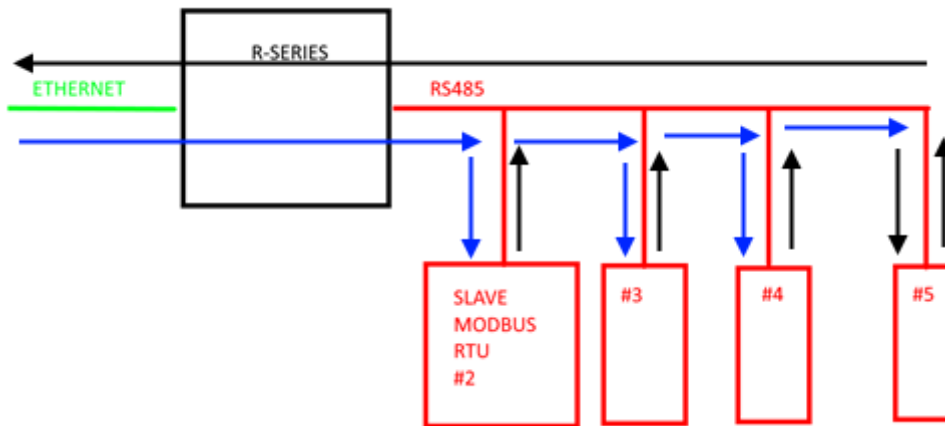 R-SERIES
ETHERNET
RS485
SLAVE
MODBUS
RTU
#2
#3
#4
#5